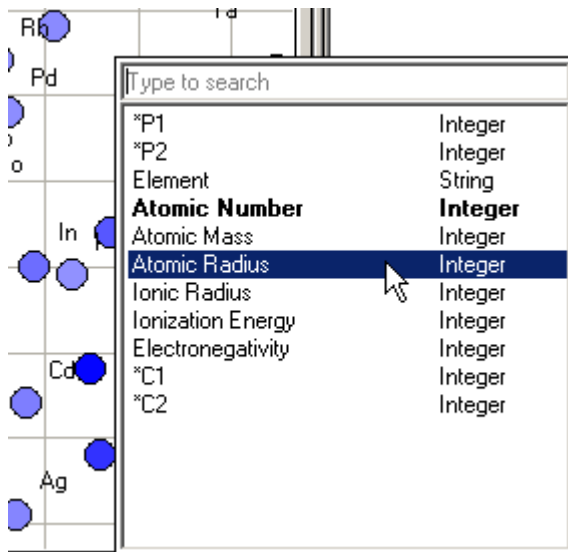 Rh
Pd
o
In
Cd
Ag
Type to search
*P1 Integer
*P2 Integer
Element String
Atomic Number Integer
Atomic Mass Integer
Atomic Radius Integer
Ionic Radius Integer
Ionization Energy Integer
Electronegativity Integer
*C1 Integer
*C2 Integer